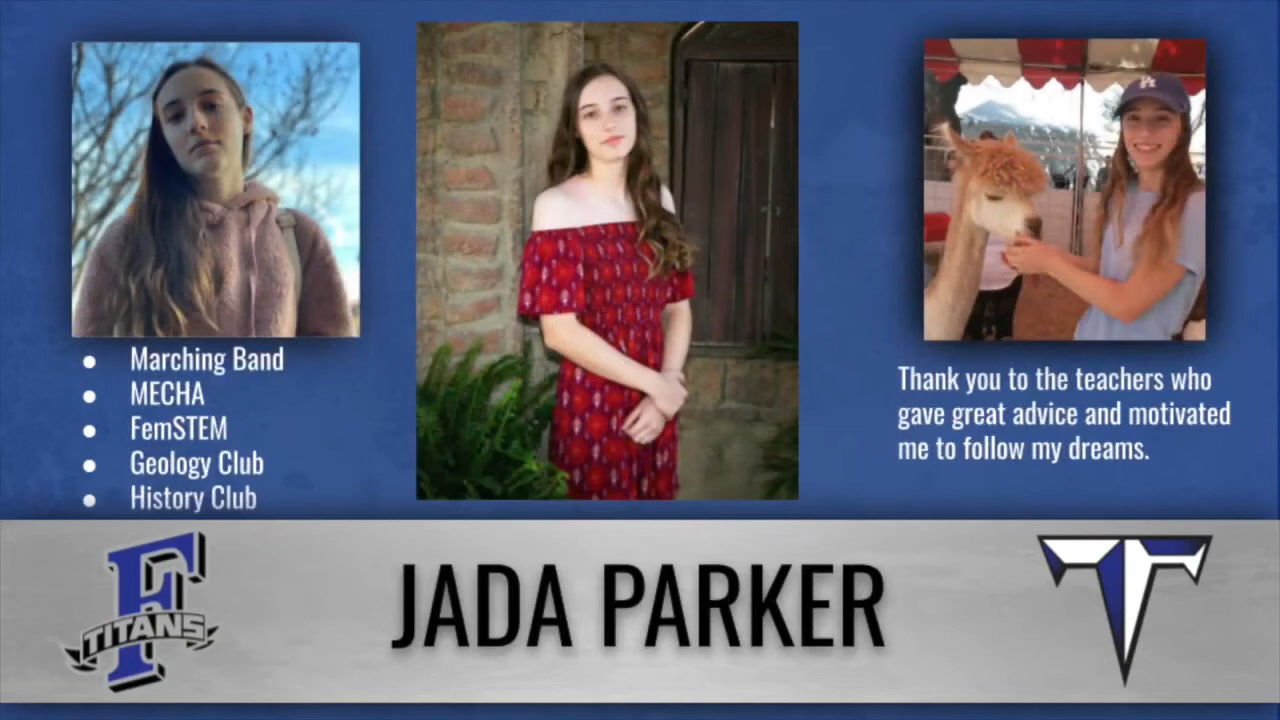 Marching Band
MECHA
FemSTEM
Geology Club
History Club
LA
Thank you to the teachers who
gave great advice and motivated
me to follow my dreams.
F
TITANS
JADA PARKER
T